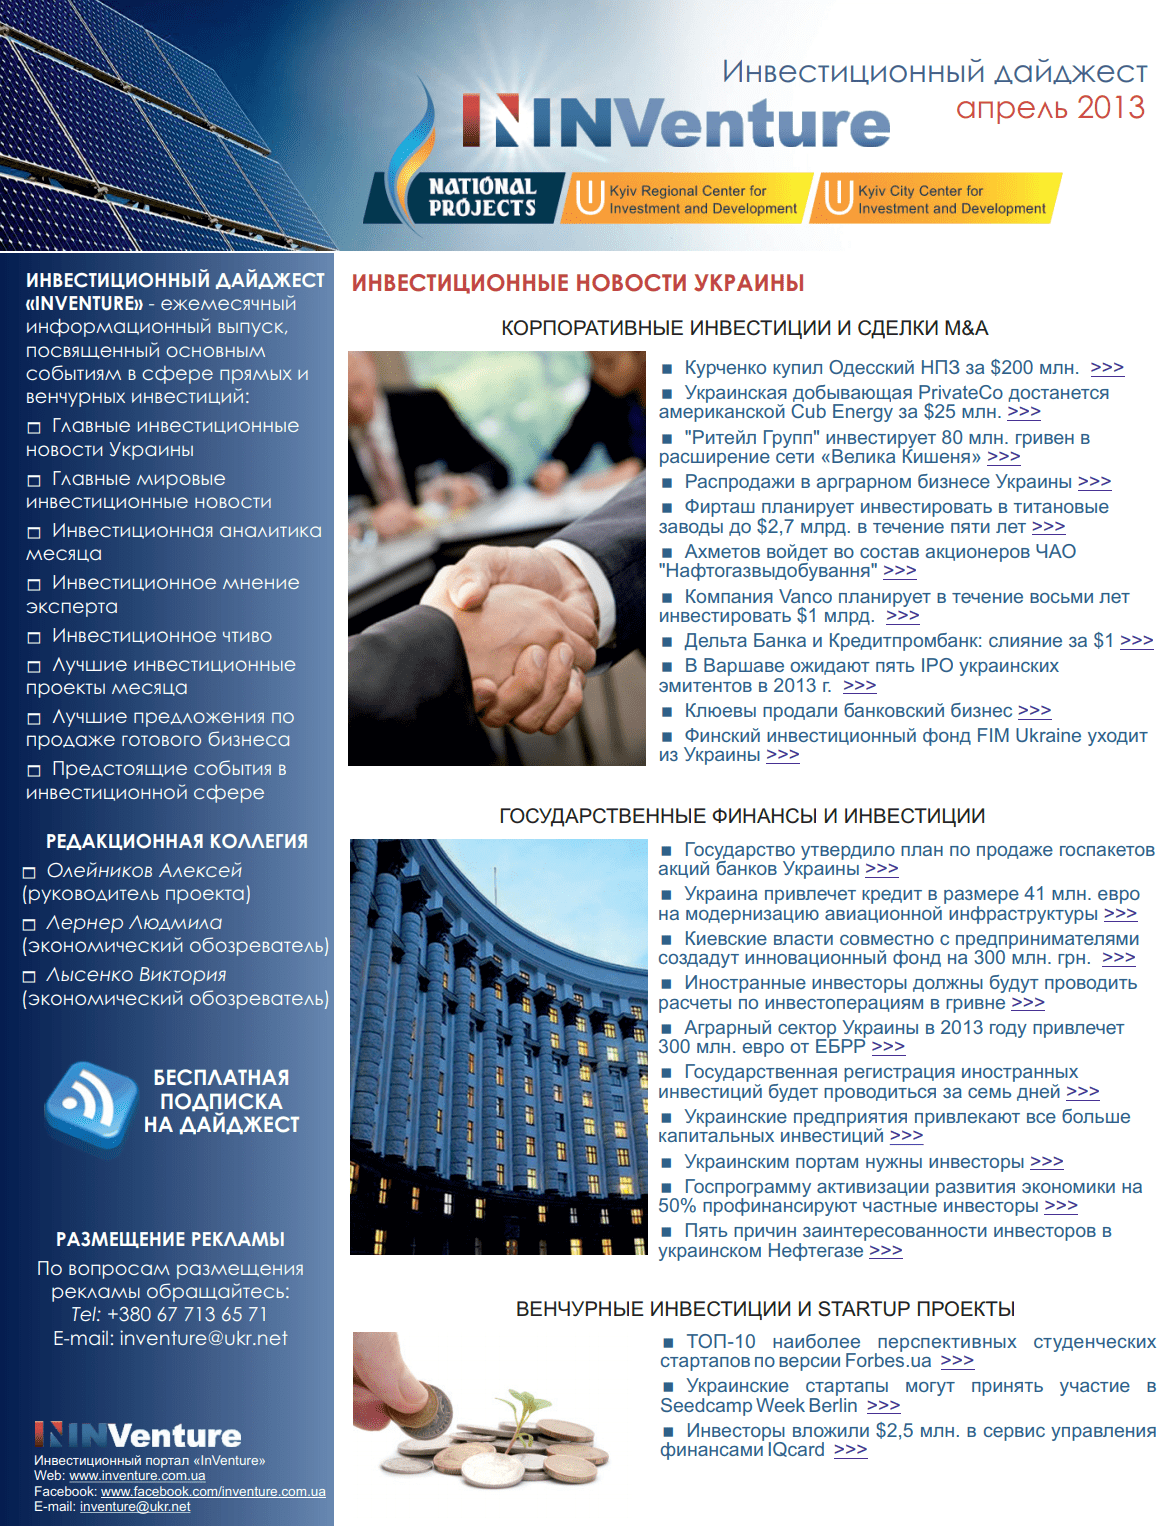 Инвестиционный дайджест
апрель 2013
INVenture
NATIONAL
PROJECTS
Kyiv Regional Center for
Investment and Development
Kyiv City Center for
Investment and Development
ИНВЕСТИЦИОННЫЙ ДАЙДЖЕСТ
«INVENTURE» - ежемесячный
информационный выпуск,
посвященный основным
событиям в сфере прямых и
венчурных инвестиций:
Главные инвестиционные
новости Украины
Главные мировые
инвестиционные новости
Инвестиционная аналитика
месяца
Инвестиционное мнение
эксперта
Инвестиционное чтиво
Лучшие инвестиционные
проекты месяца
Лучшие предложения по
продаже готового бизнеса
Предстоящие события в
инвестиционной сфере
РЕДАКЦИОННАЯ КОЛЛЕГИЯ
Олейников Алексей
(руководитель проекта)
Лернер Людмила
(экономический обозреватель)
Лысенко Виктория
(экономический обозреватель)
БЕСПЛАТНАЯ
ПОДПИСКА
НА ДАЙДЖЕСТ
РАЗМЕЩЕНИЕ РЕКЛАМЫ
По вопросам размещения
рекламы обращайтесь:
Tel: +380 67 713 65 71
E-mail: inventure@ukr.net
INVenture
Инвестиционный портал «InVenture»
Web: www.inventure.com.ua
Facebook: www.facebook.com/inventure.com.ua
E-mail: inventure@ukr.net
ИНВЕСТИЦИОННЫЕ НОВОСТИ УКРАИНЫ
КОРПОРАТИВНЫЕ ИНВЕСТИЦИИ И СДЕЛКИ M&A
■ Курченко купил Одесский НПЗ за $200 млн. >>>
■ Украинская добывающая PrivateCo достанется
американской Cub Energy за $25 млн. >>>
■ "Ритейл Групп" инвестирует 80 млн. гривен в
расширение сети «Велика Кишеня» >>>
■ Распродажи в арграрном бизнесе Украины >>>
■ Фирташ планирует инвестировать в титановые
заводы до $2,7 млрд. в течение пяти лет >>>
■ Ахметов войдет во состав акционеров ЧАО
"Нафтогазвыдобування" >>>
■ Компания Vanco планирует в течение восьми лет
инвестировать $1 млрд. >>>
■ Дельта Банка и Кредитпромбанк: слияние за $1 >>>
■ В Варшаве ожидают пять IPO украинских
эмитентов в 2013 г. >>>
■ Клюевы продали банковский бизнес >>>
■ Финский инвестиционный фонд FIM Ukraine уходит
из Украины >>>
ГОСУДАРСТВЕННЫЕ ФИНАНСЫ И ИНВЕСТИЦИИ
■ Государство утвердило план по продаже госпакетов
акций банков Украины >>>
■ Украина привлечет кредит в размере 41 млн. евро
на модернизацию авиационной инфраструктуры >>>
■ Киевские власти совместно с предпринимателями
создадут инновационный фонд на 300 млн. грн. >>>
■ Иностранные инвесторы должны будут проводить
расчеты по инвестоперациям в гривне >>>
■ Аграрный сектор Украины в 2013 году привлечет
300 млн. евро от ЕБРР >>>
■ Государственная регистрация иностранных
инвестиций будет проводиться за семь дней >>>
■ Украинские предприятия привлекают все больше
капитальных инвестиций >>>
■ Украинским портам нужны инвесторы >>>
■ Госпрограмму активизации развития экономики на
50% профинансируют частные инвесторы >>>
■ Пять причин заинтересованности инвесторов в
украинском Нефтегазе >>>
ВЕНЧУРНЫЕ ИНВЕСТИЦИИ И STARTUP ПРОЕКТЫ
■ ТОП-10 наиболее перспективных студенческих
стартапов по версии Forbes.ua >>>
■ Украинские стартапы могут принять участие в
Seedcamp Week Berlin >>>
■ Инвесторы вложили $2,5 млн. в сервис управления
финансами IQcard >>>